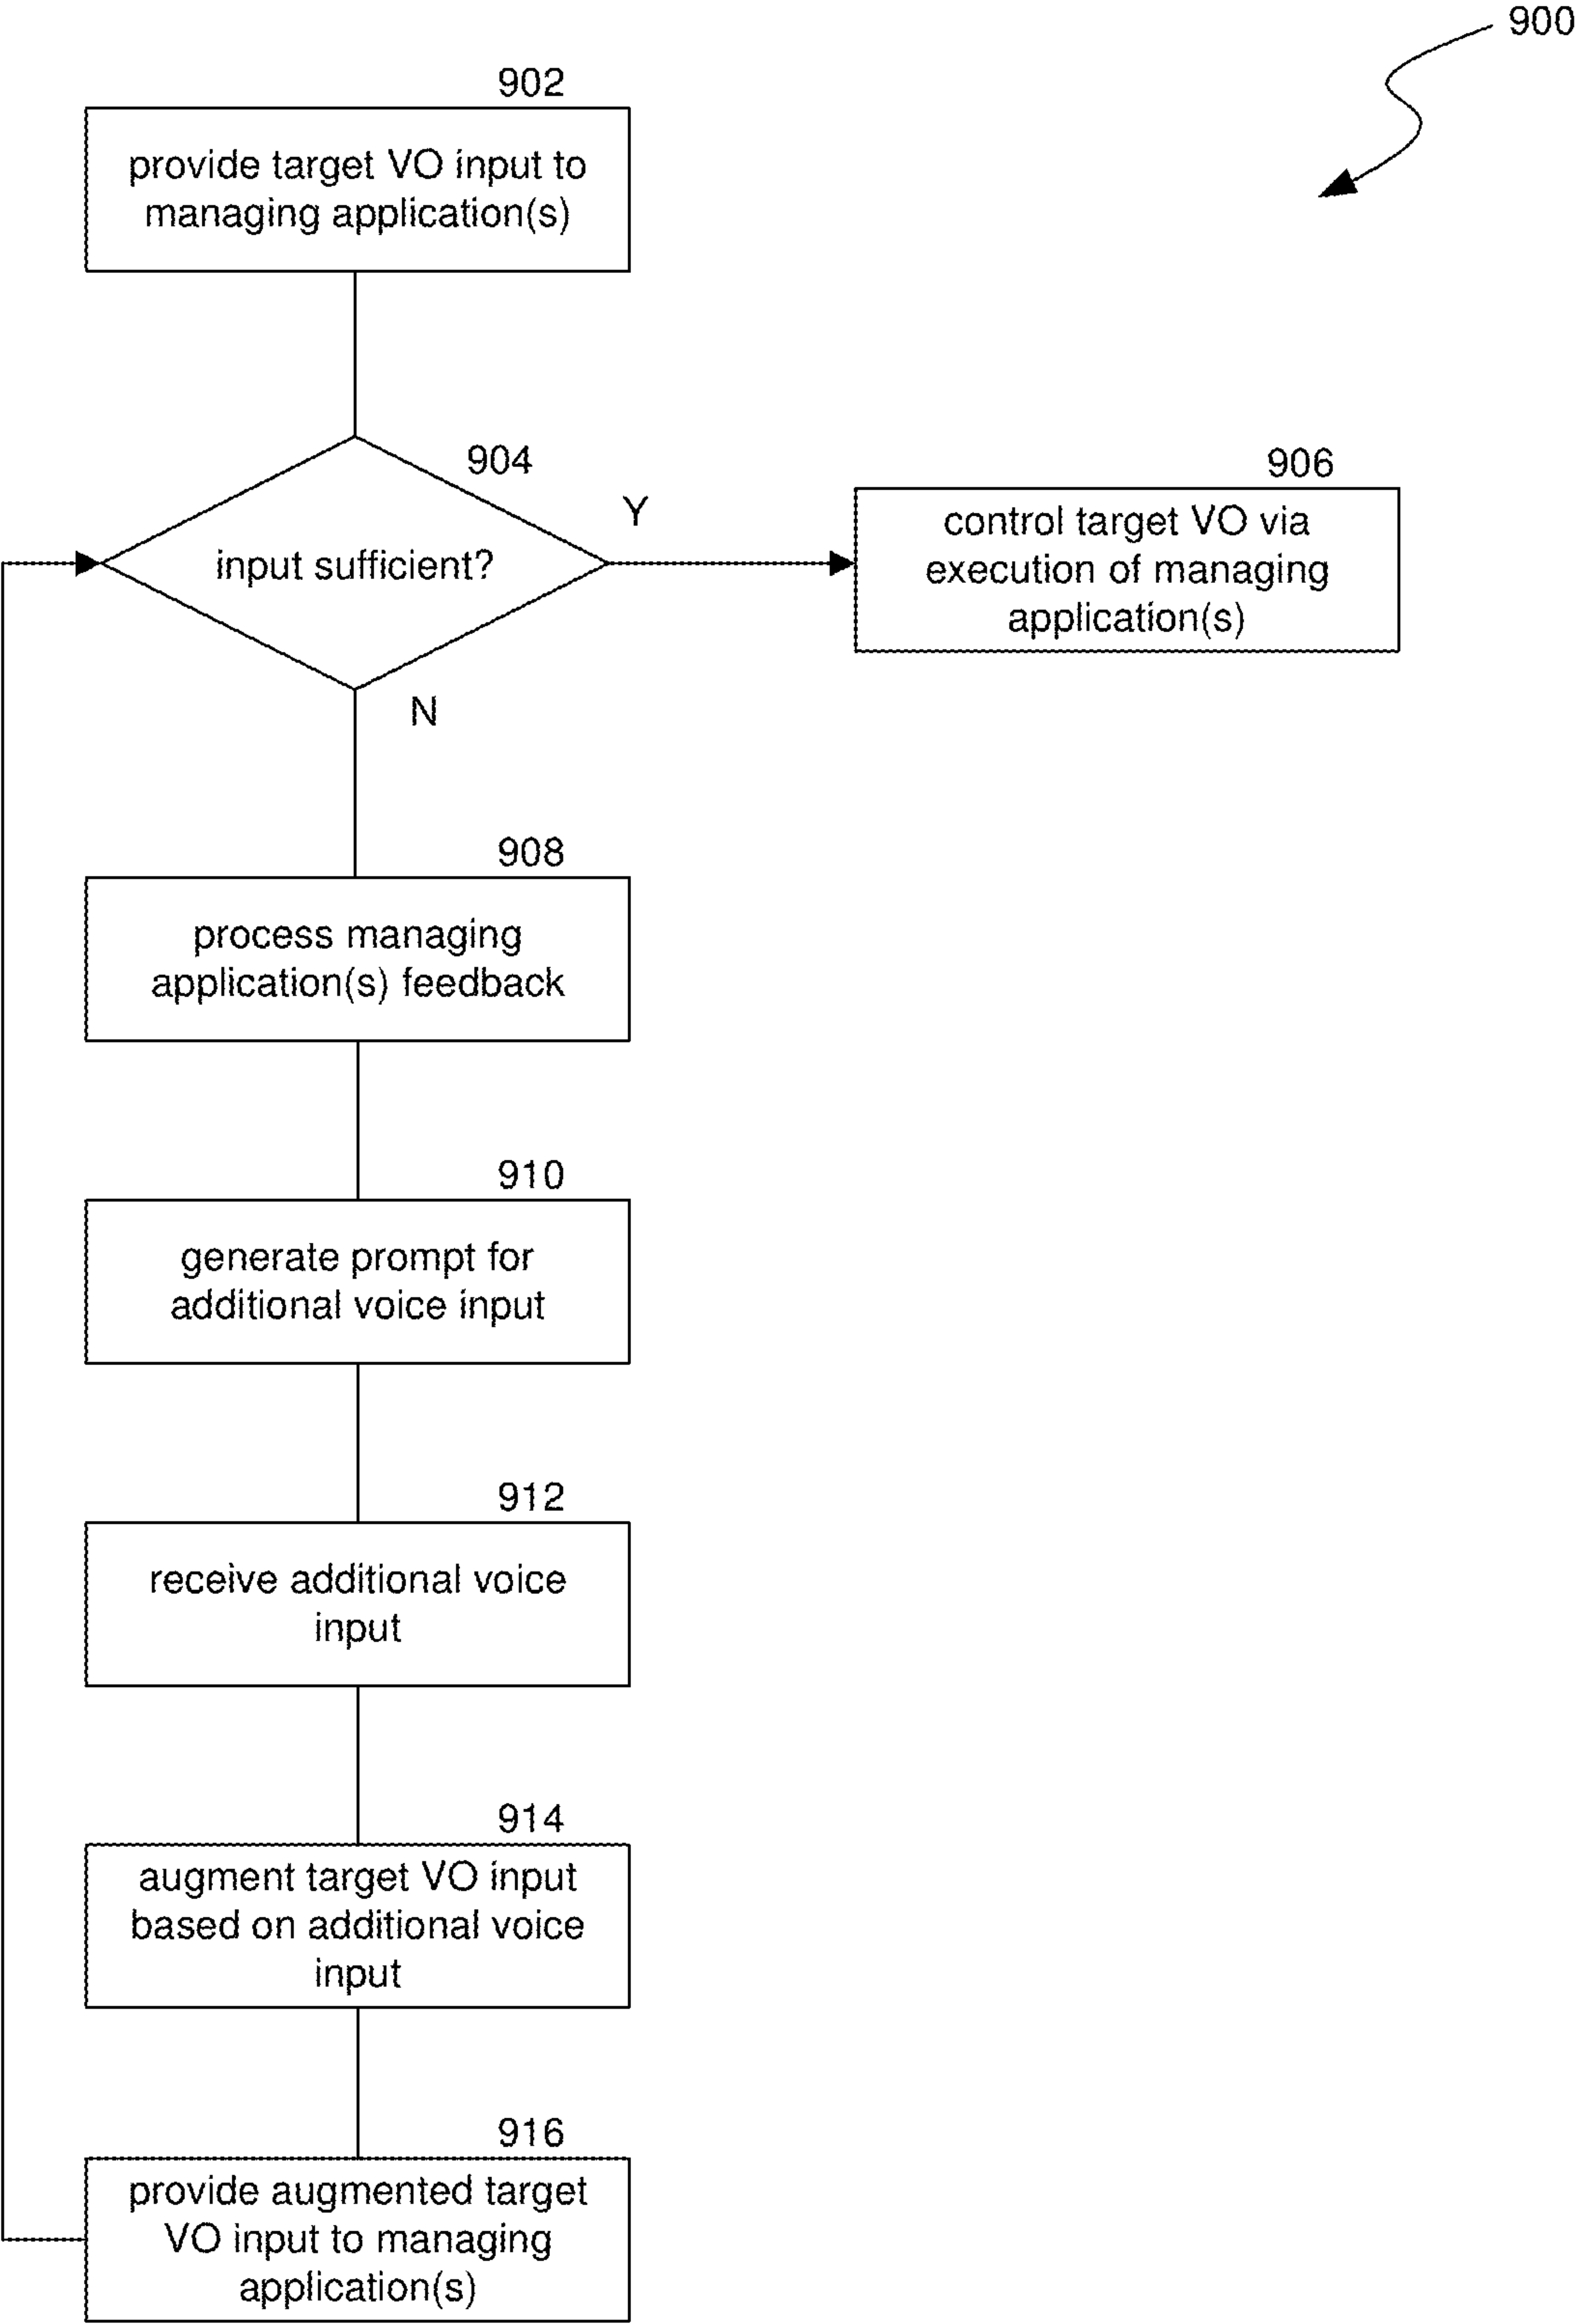 900
902
provide target VO input to
managing application(s)
904
input sufficient?
Y
N
906
control target VO via
execution of managing
application(s)
908
process managing
application(s) feedback
910
generate prompt for
additional voice input
912
receive additional voice
input
914
augment target VO input
based on additional voice
input
916
provide augmented target
VO input to managing
application(s)